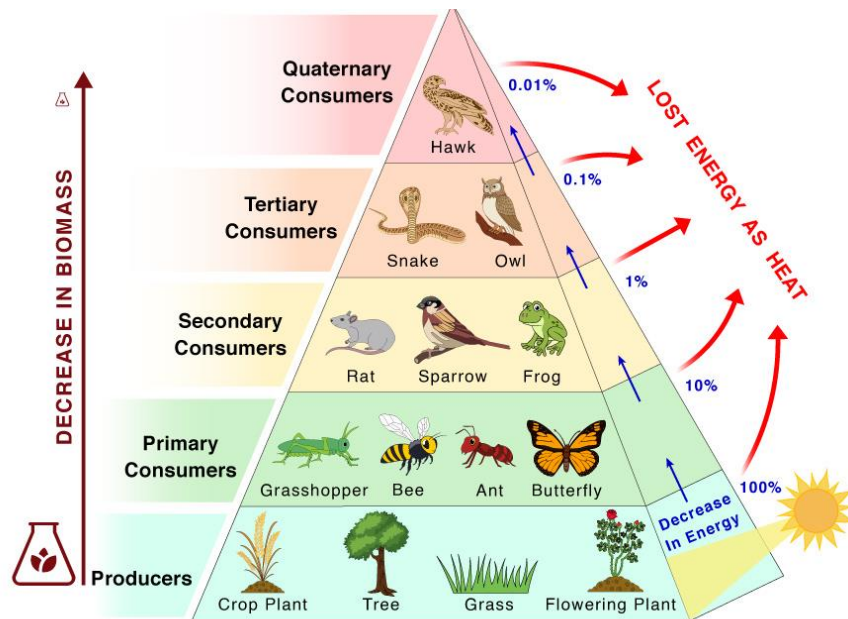 Quaternary
Consumers
0.01%
Hawk
LOST ENERGY AS HEAT
Tertiary
Consumers
0.1%
Snake
Owl
DECREASE IN BIOMASS
1%
Secondary
Consumers
Rat
Sparrow
Frog
10%
Primary
Consumers
Grasshopper
Bee
Ant
Butterfly
100%
Decrease
In Energy
Producers
Crop Plant
Tree
Grass
Flowering Plant